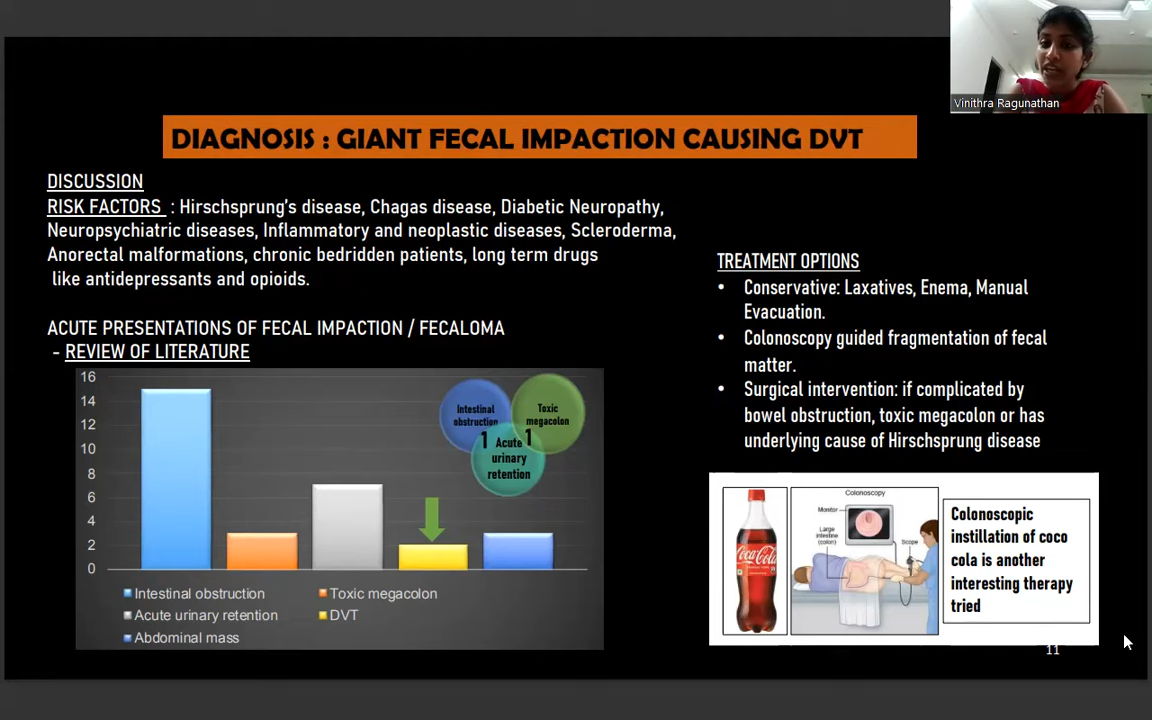 Vinithra Ragunathan
DIAGNOSIS : GIANT FECAL IMPACTION CAUSING DVT
DISCUSSION
RISK FACTORS : Hirschsprung's disease, Chagas disease, Diabetic Neuropathy,
Neuropsychiatric diseases, Inflammatory and neoplastic diseases, Scleroderma,
Anorectal malformations, chronic bedridden patients, long term drugs
like antidepressants and opioids.
ACUTE PRESENTATIONS OF FECAL IMPACTION / FECALOMA
- REVIEW OF LITERATURE
16
14
12
10
8
6
4
2
0
Intestinal
obstruction
Toxic
megacolon
1
1
Acute
urinary
retention
Intestinal obstruction
Toxic megacolon
Acute urinary retention
DVT
Abdominal mass
TREATMENT OPTIONS
• Conservative: Laxatives, Enema, Manual
Evacuation.
• Colonoscopy guided fragmentation of fecal
matter.
• Surgical intervention: if complicated by
bowel obstruction, toxic megacolon or has
underlying cause of Hirschsprung disease
Coca-Cola
Colonoscopy
Monitor
Large
intestine
(colon)
Scope
Colonoscopic
instillation of coco
cola is another
interesting therapy
tried
11